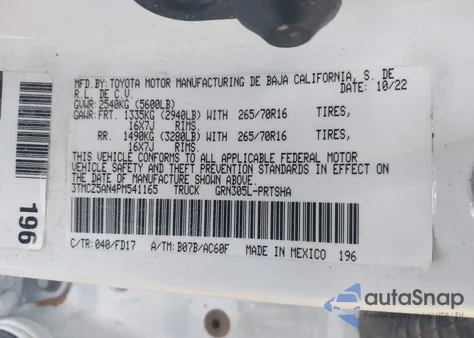 MFD.BY:TOYOTA MOTOR MANUFACTURING DE BAJA CALIFORNIA, S. DE
R.L. DE C.V. DATE: 10/22
GVWR: 2540KG (5600LB)
GAWR:FRT. 1335KG (2940LB) WITH 265/70R16 TIRES,
16X7J RIMS.
RR. 1490KG (3280LB) WITH 265/70R16 TIRES,
16X7J RIMS.
THIS VEHICLE CONFORMS TO ALL APPLICABLE FEDERAL MOTOR
VEHICLE SAFETY AND THEFT PREVENTION STANDARDS IN EFFECT ON
THE DATE OF MANUFACTURE SHOWN ABOVE.
3TMCZ5AN4PM541165 TRUCK GRN305L-PRTSHA
C/TR: 040/FD17 A/TM: B07B/AC60F MADE IN MEXICO 196
196
autaSnap